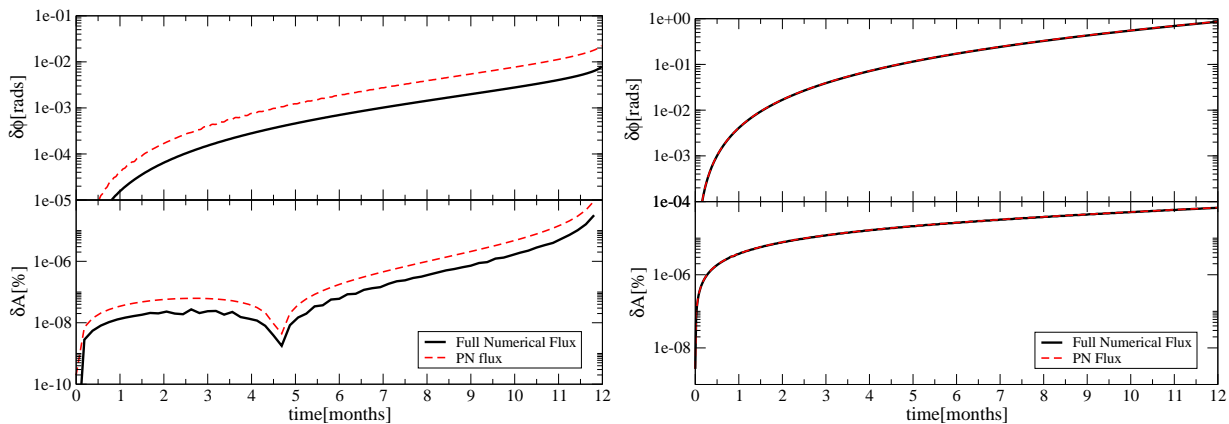 1e-01
1e-02
1e-03
1e-04
1e-05
δϕ[rads]
1e-06
1e-08
1e-10
δA[%]
0 1 2 3 4 5 6 7 8 9 10 11 12
time[months]
Full Numerical Flux
PN flux
1e+00
1e-01
1e-02
1e-03
1e-04
δϕ[rads]
1e-06
1e-08
δA[%]
0 1 2 3 4 5 6 7 8 9 10 11 12
time[months]
Full Numerical Flux
PN Flux